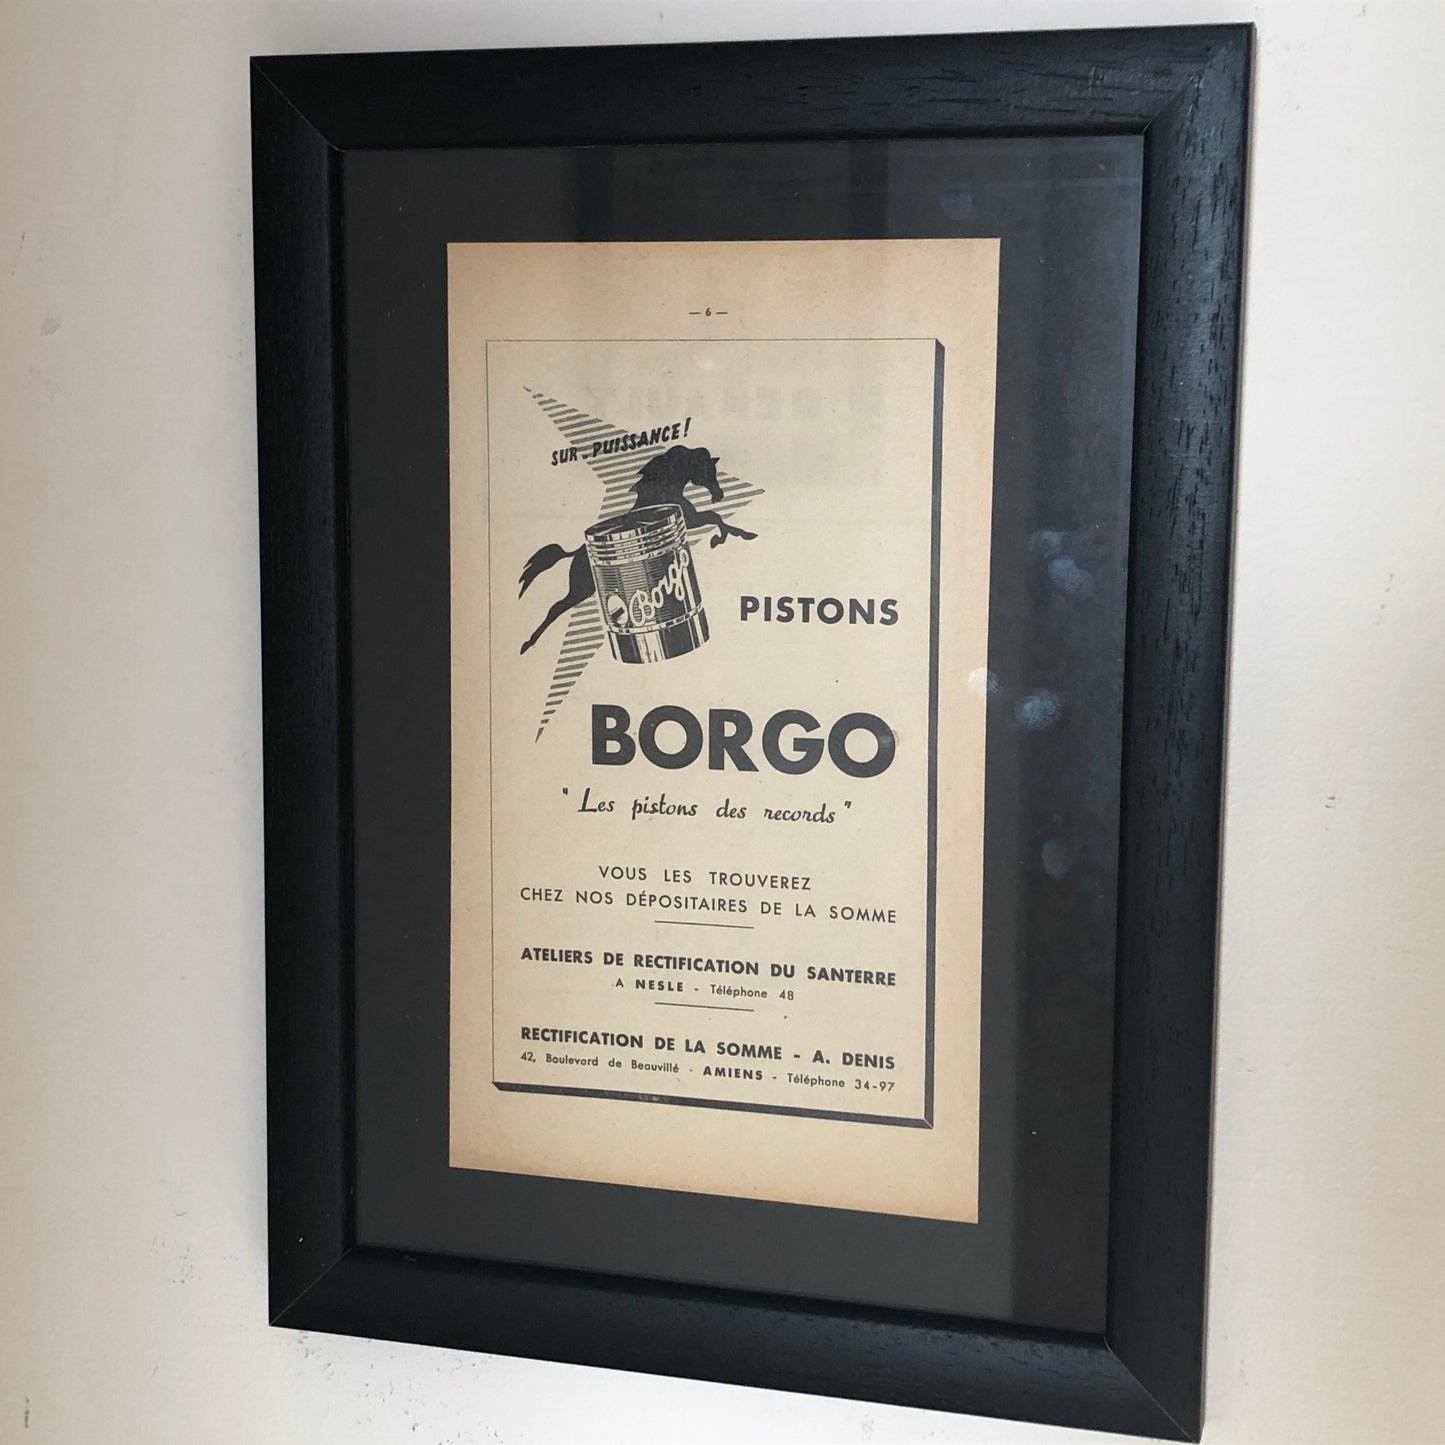 — 6 —
SUR-PUISSANCE!
Borgo
PISTONS
BORGO
"Les pistons des records"
VOUS LES TROUVEREZ
CHEZ NOS DÉPOSITAIRES DE LA SOMME
ATELIERS DE RECTIFICATION DU SANTERRE
A NESLE - Téléphone 48
RECTIFICATION DE LA SOMME - A. DENIS
42, Boulevard de Beauvillé - AMIENS - Téléphone 34-97